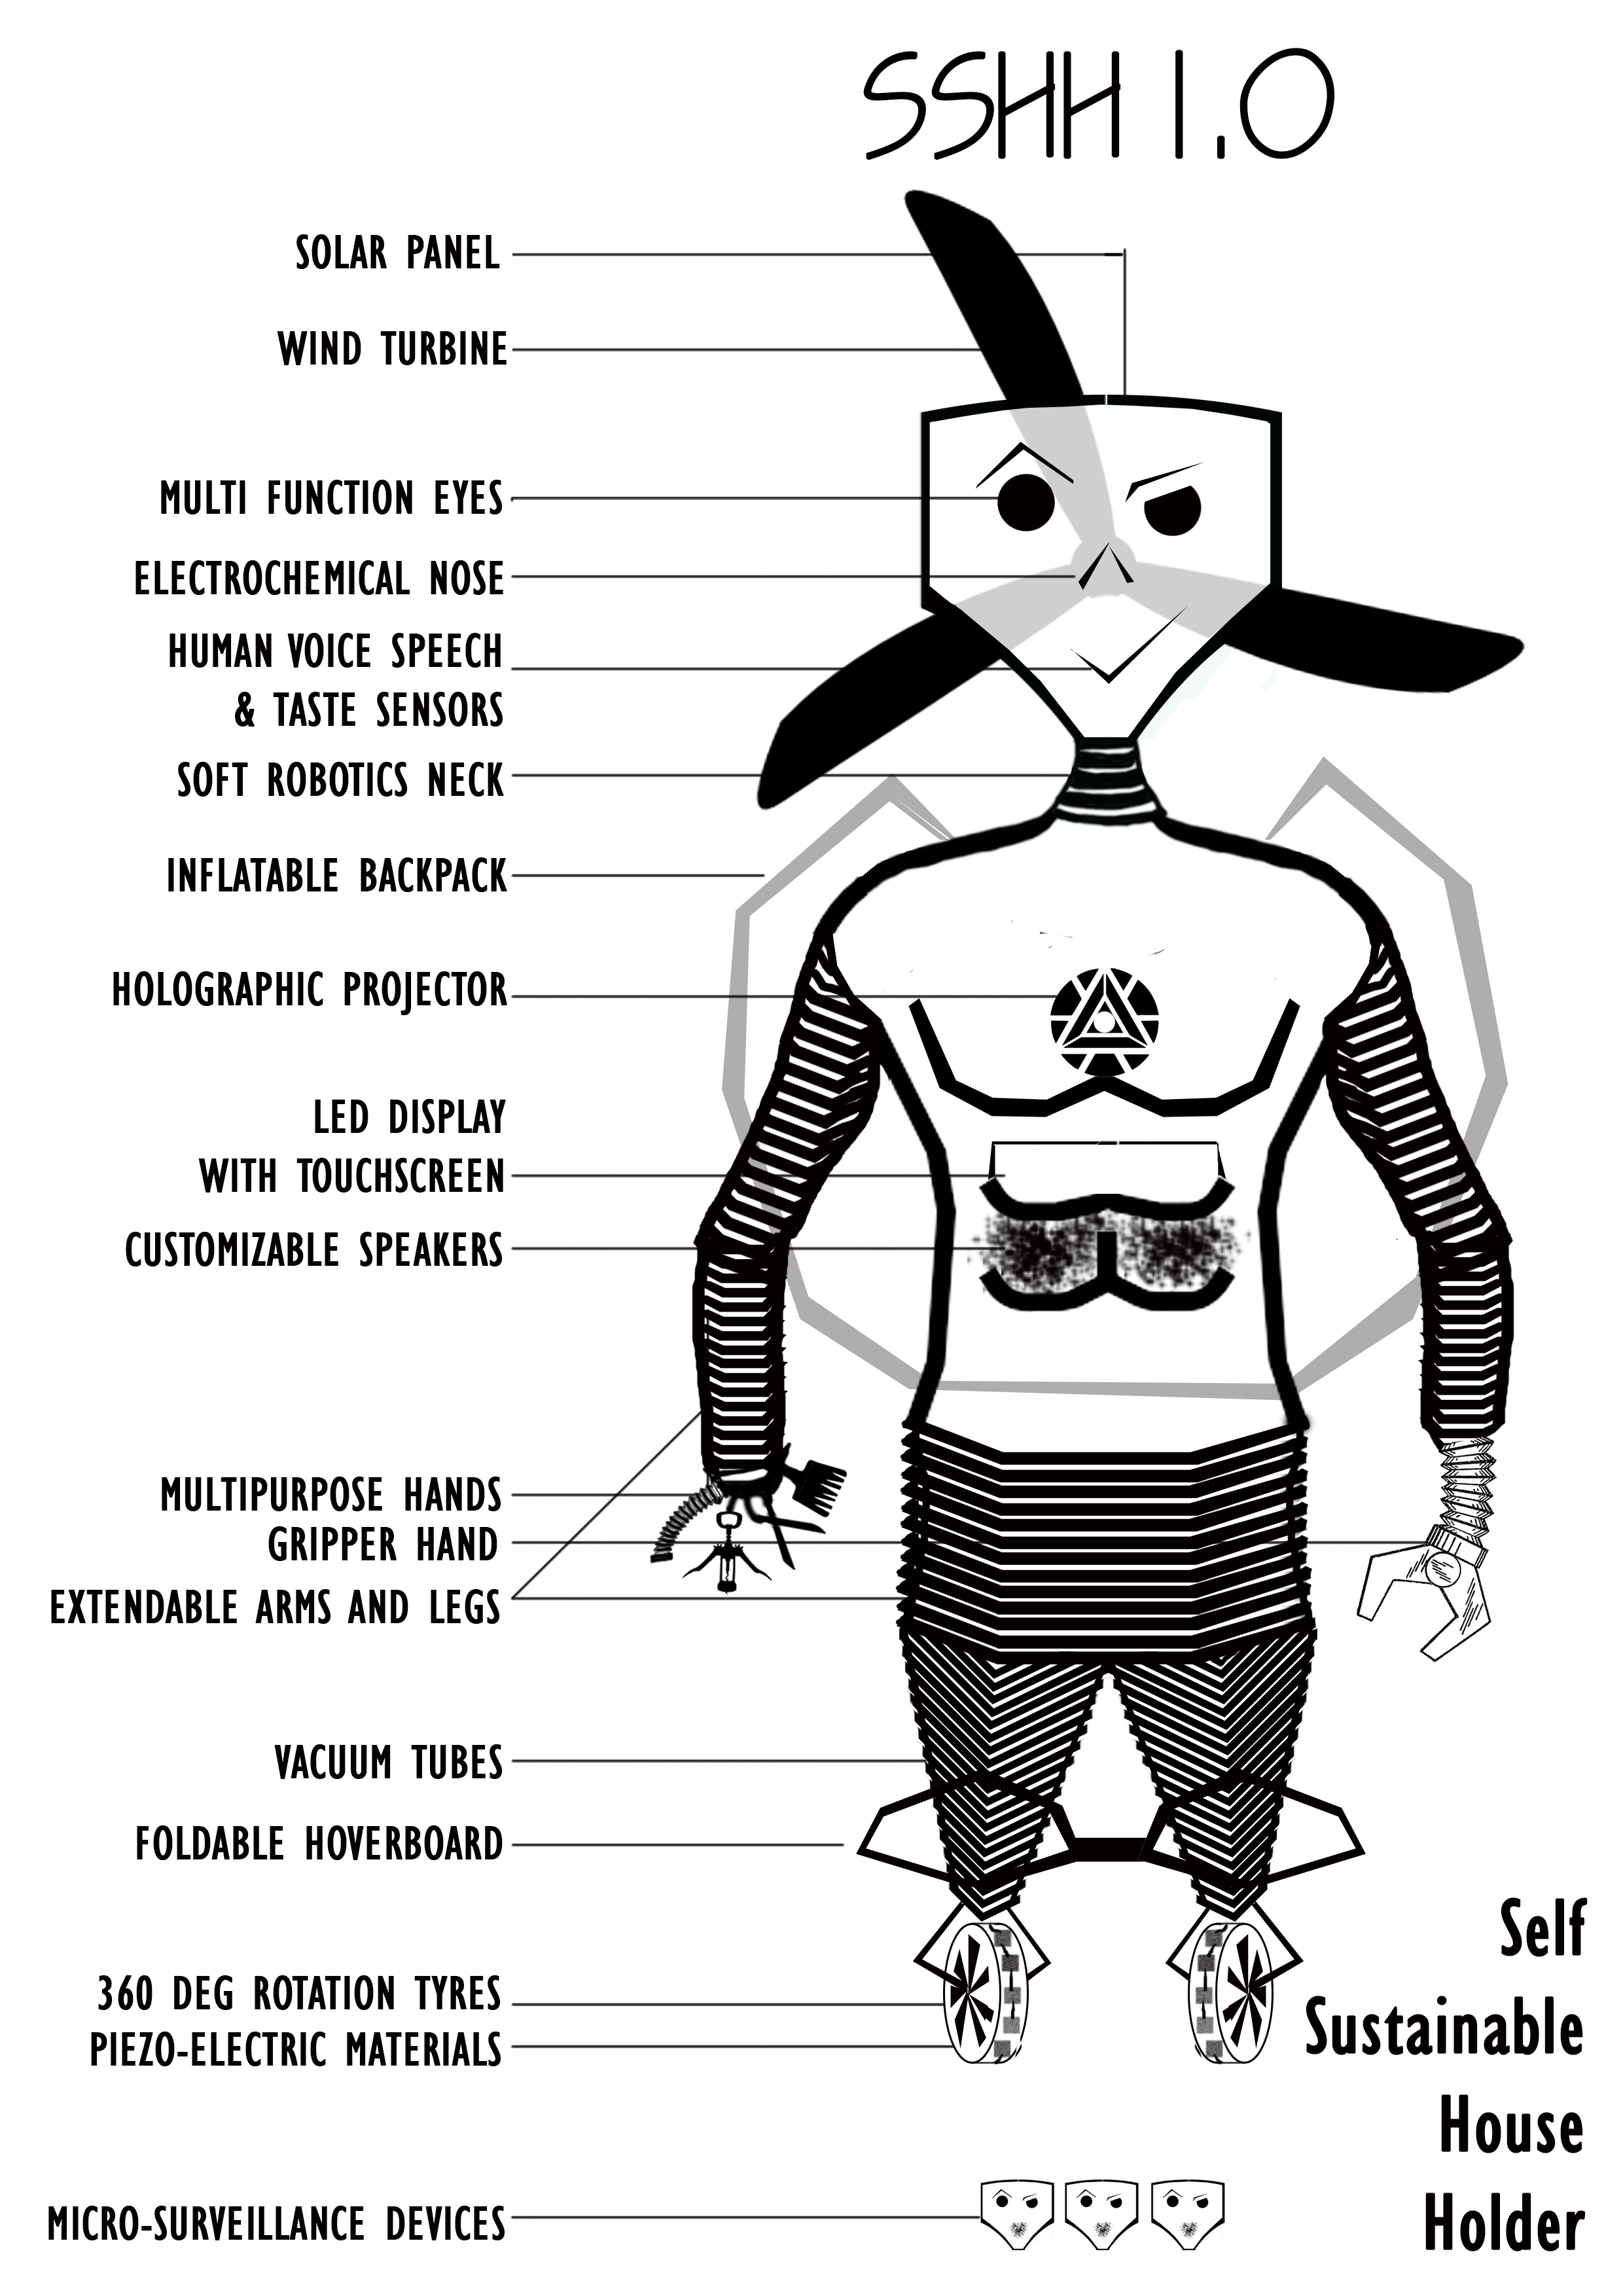 SSHH 1.0
SOLAR PANEL
WIND TURBINE
MULTI FUNCTION EYES
ELECTROCHEMICAL NOSE
HUMAN VOICE SPEECH
& TASTE SENSORS
SOFT ROBOTICS NECK
INFLATABLE BACKPACK
HOLOGRAPHIC PROJECTOR
LED DISPLAY
WITH TOUCHSCREEN
CUSTOMIZABLE SPEAKERS
MULTIPURPOSE HANDS
GRIPPER HAND
EXTENDABLE ARMS AND LEGS
VACUUM TUBES
FOLDABLE HOVERBOARD
360 DEG ROTATION TYRES
PIEZO-ELECTRIC MATERIALS
MICRO-SURVEILLANCE DEVICES
Self
Sustainable
House
Holder